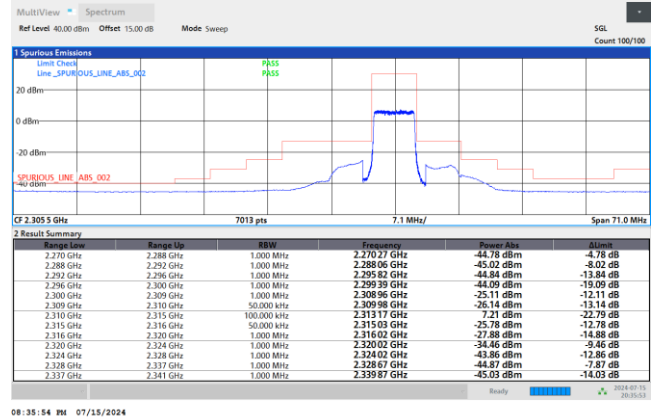 MultiView Spectrum
Ref Level 40.00 dBm Offset 15.00 dB Mode Sweep SGL
Count 100/100
1 Spurious Emissions
Limit Check PASS
Line _SPURIOUS_LINE_ABS_002 PASS
20 dBm
0 dBm
-20 dBm
SPURIOUS_LINE_ABS_002
-40 dBm
CF 2.305 5 GHz 7013 pts 7.1 MHz/ Span 71.0 MHz
2 Result Summary
Range Low Range Up RBW Frequency Power Abs ΔLimit
2.270 GHz 2.288 GHz 1.000 MHz 2.270 27 GHz -44.78 dBm -4.78 dB
2.288 GHz 2.292 GHz 1.000 MHz 2.288 06 GHz -45.02 dBm -8.02 dB
2.292 GHz 2.296 GHz 1.000 MHz 2.295 82 GHz -44.84 dBm -13.84 dB
2.296 GHz 2.300 GHz 1.000 MHz 2.299 39 GHz -44.09 dBm -19.09 dB
2.300 GHz 2.309 GHz 1.000 MHz 2.308 96 GHz -25.11 dBm -12.11 dB
2.309 GHz 2.310 GHz 50.000 kHz 2.309 98 GHz -26.14 dBm -13.14 dB
2.310 GHz 2.315 GHz 100.000 kHz 2.313 17 GHz 7.21 dBm -22.79 dB
2.315 GHz 2.316 GHz 50.000 kHz 2.315 03 GHz -25.78 dBm -12.78 dB
2.316 GHz 2.320 GHz 1.000 MHz 2.316 02 GHz -27.88 dBm -14.88 dB
2.320 GHz 2.324 GHz 1.000 MHz 2.320 02 GHz -34.46 dBm -9.46 dB
2.324 GHz 2.328 GHz 1.000 MHz 2.324 02 GHz -43.86 dBm -12.86 dB
2.328 GHz 2.337 GHz 1.000 MHz 2.328 67 GHz -44.87 dBm -7.87 dB
2.337 GHz 2.341 GHz 1.000 MHz 2.339 87 GHz -45.03 dBm -14.03 dB
Ready 2024-07-15
20:35:53
08:35:54 PM 07/15/2024